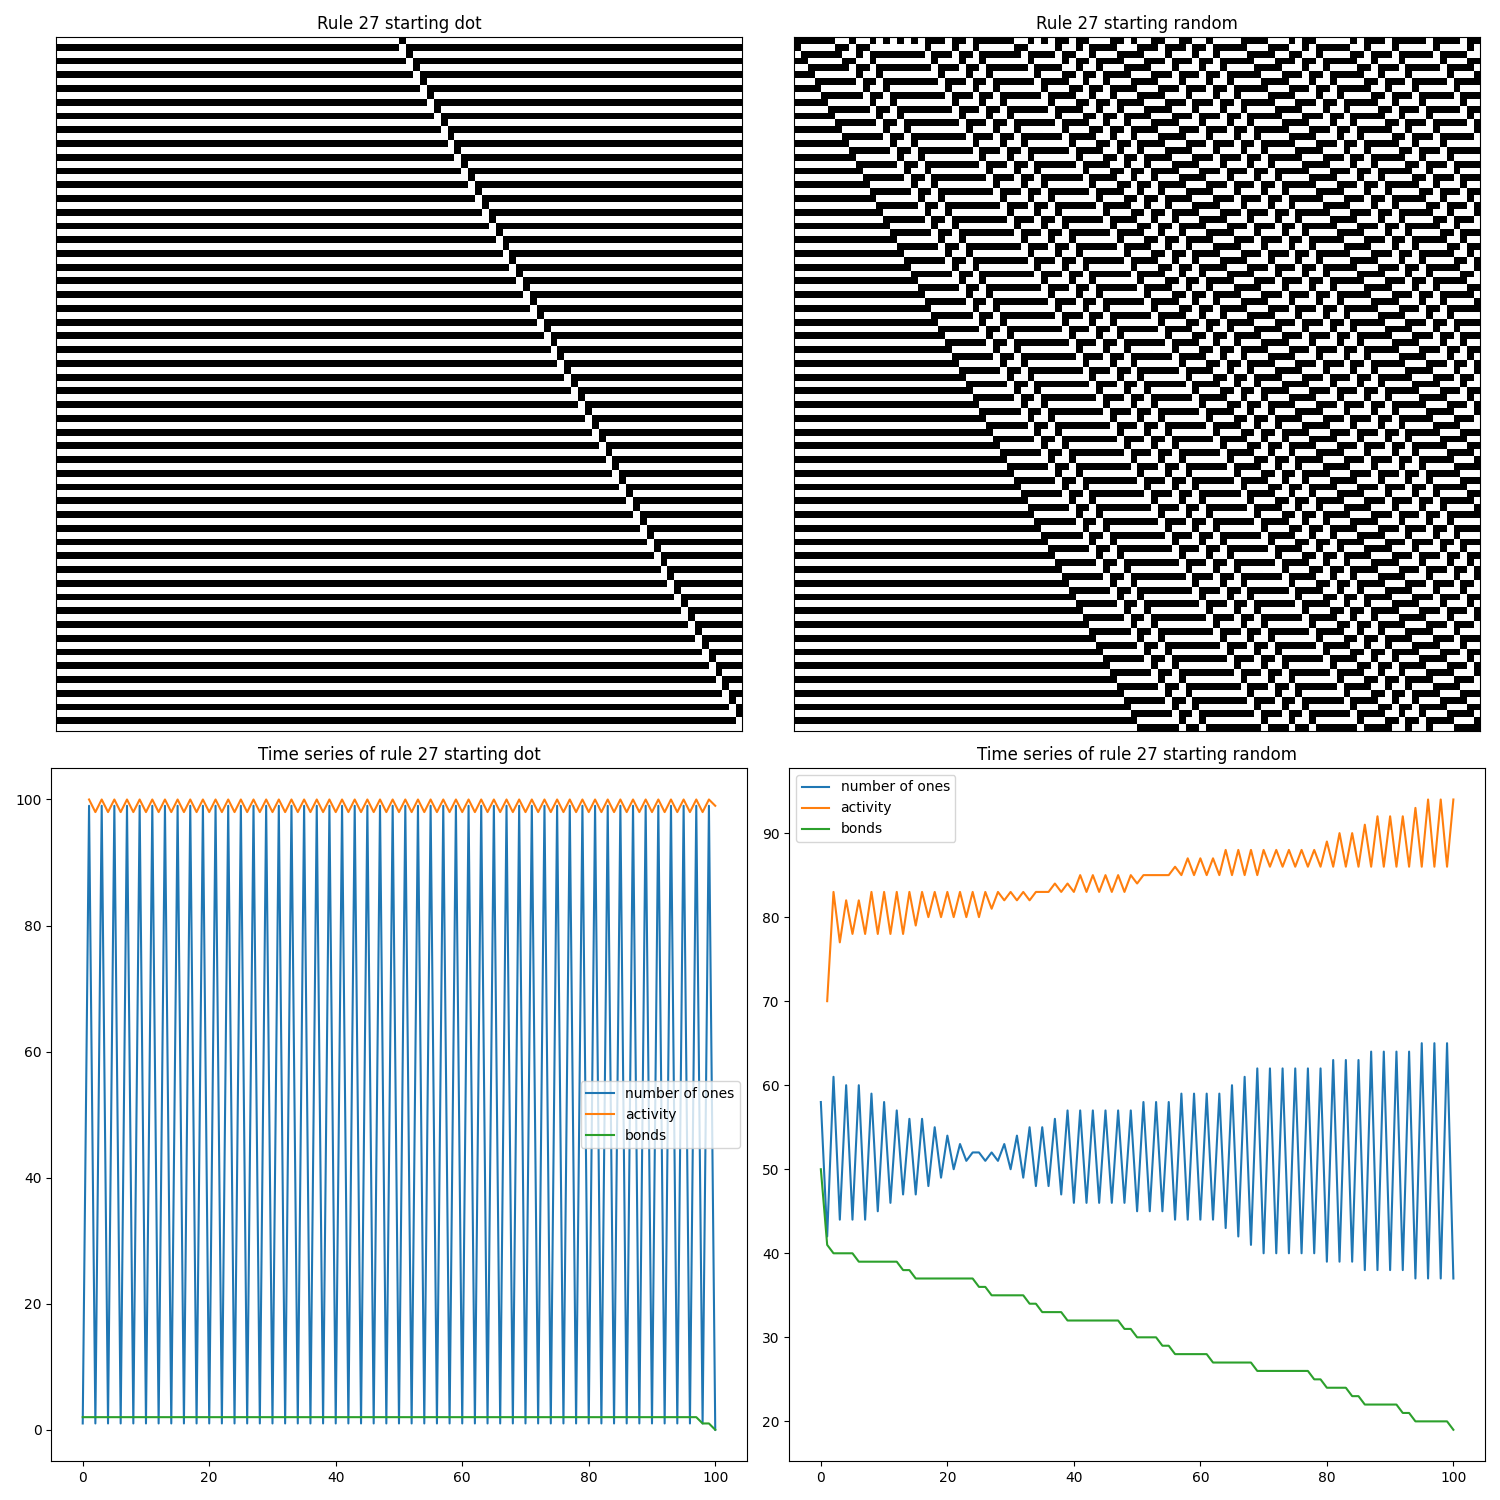 Rule 27 starting dot
Rule 27 starting random
Time series of rule 27 starting dot
100
80
60
40
20
0
number of ones
activity
bonds
0 20 40 60 80 100
Time series of rule 27 starting random
number of ones
activity
bonds
90
80
70
60
50
40
30
20
0 20 40 60 80 100